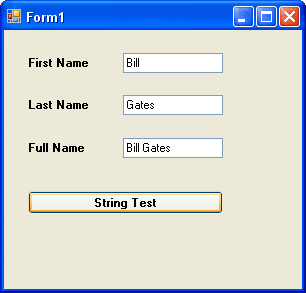 Form1
First Name Bill
Last Name Gates
Full Name Bill Gates
String Test